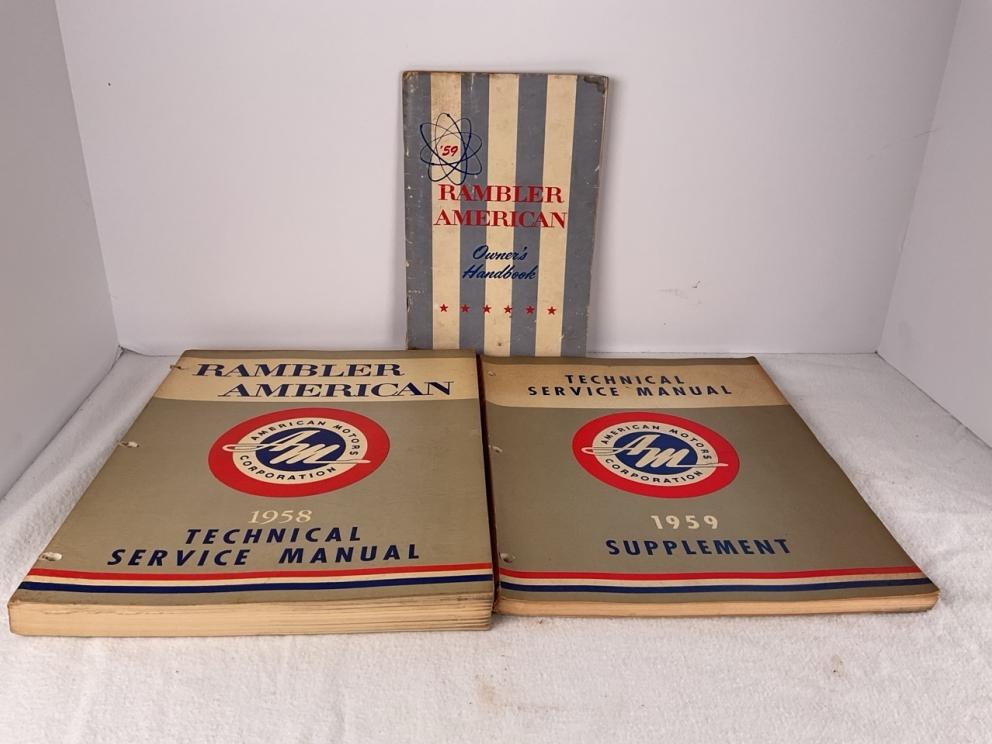 '59
RAMBLER
AMERICAN
Owner's
Handbook
RAMBLER
AMERICAN
AMERICAN MOTORS
AM
CORPORATION
1958
TECHNICAL
SERVICE MANUAL
TECHNICAL
SERVICE MANUAL
AMERICAN MOTORS
AM
CORPORATION
1959
SUPPLEMENT